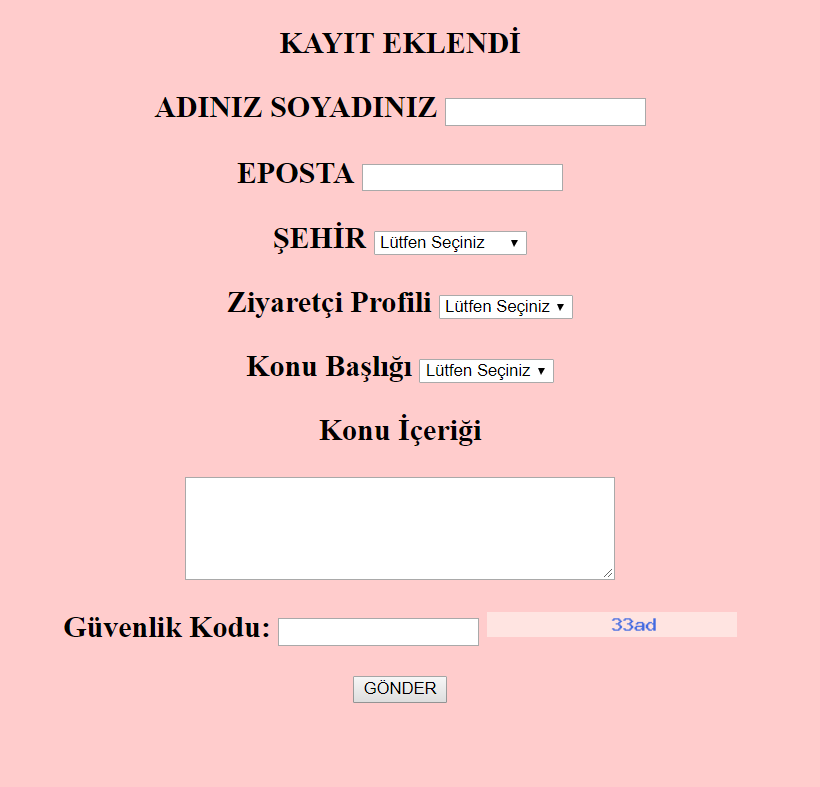 KAYIT EKLENDİ
ADINIZ SOYADINIZ
EPOSTA
ŞEHİR Lütfen Seçiniz
Ziyaretçi Profili Lütfen Seçiniz
Konu Başlığı Lütfen Seçiniz
Konu İçeriği
Güvenlik Kodu: 33ad
GÖNDER